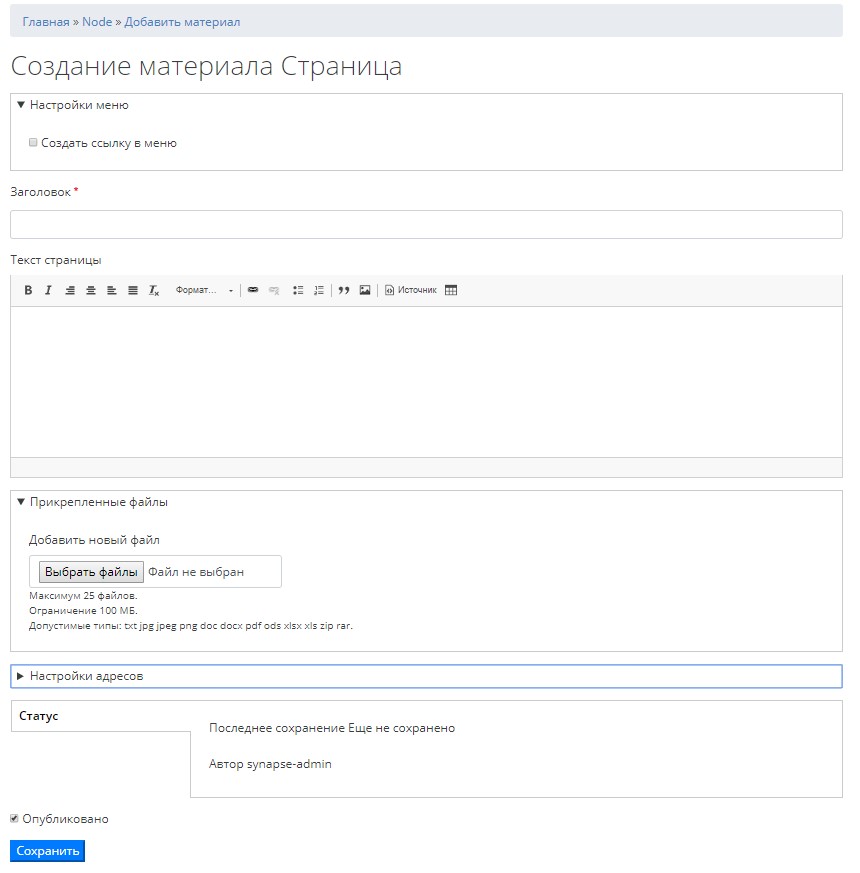 Главная » Node » Добавить материал
Создание материала Страница
Настройки меню
Создать ссылку в меню
Заголовок *
Текст страницы
B I Tx Формат... Источник
Прикрепленные файлы
Добавить новый файл
Выбрать файлы Файл не выбран
Максимум 25 файлов.
Ограничение 100 МБ.
Допустимые типы: txt jpg jpeg png doc docx pdf ods xlsx xls zip rar.
Настройки адресов
Статус
Последнее сохранение Еще не сохранено
Автор synapse-admin
Опубликовано
Сохранить